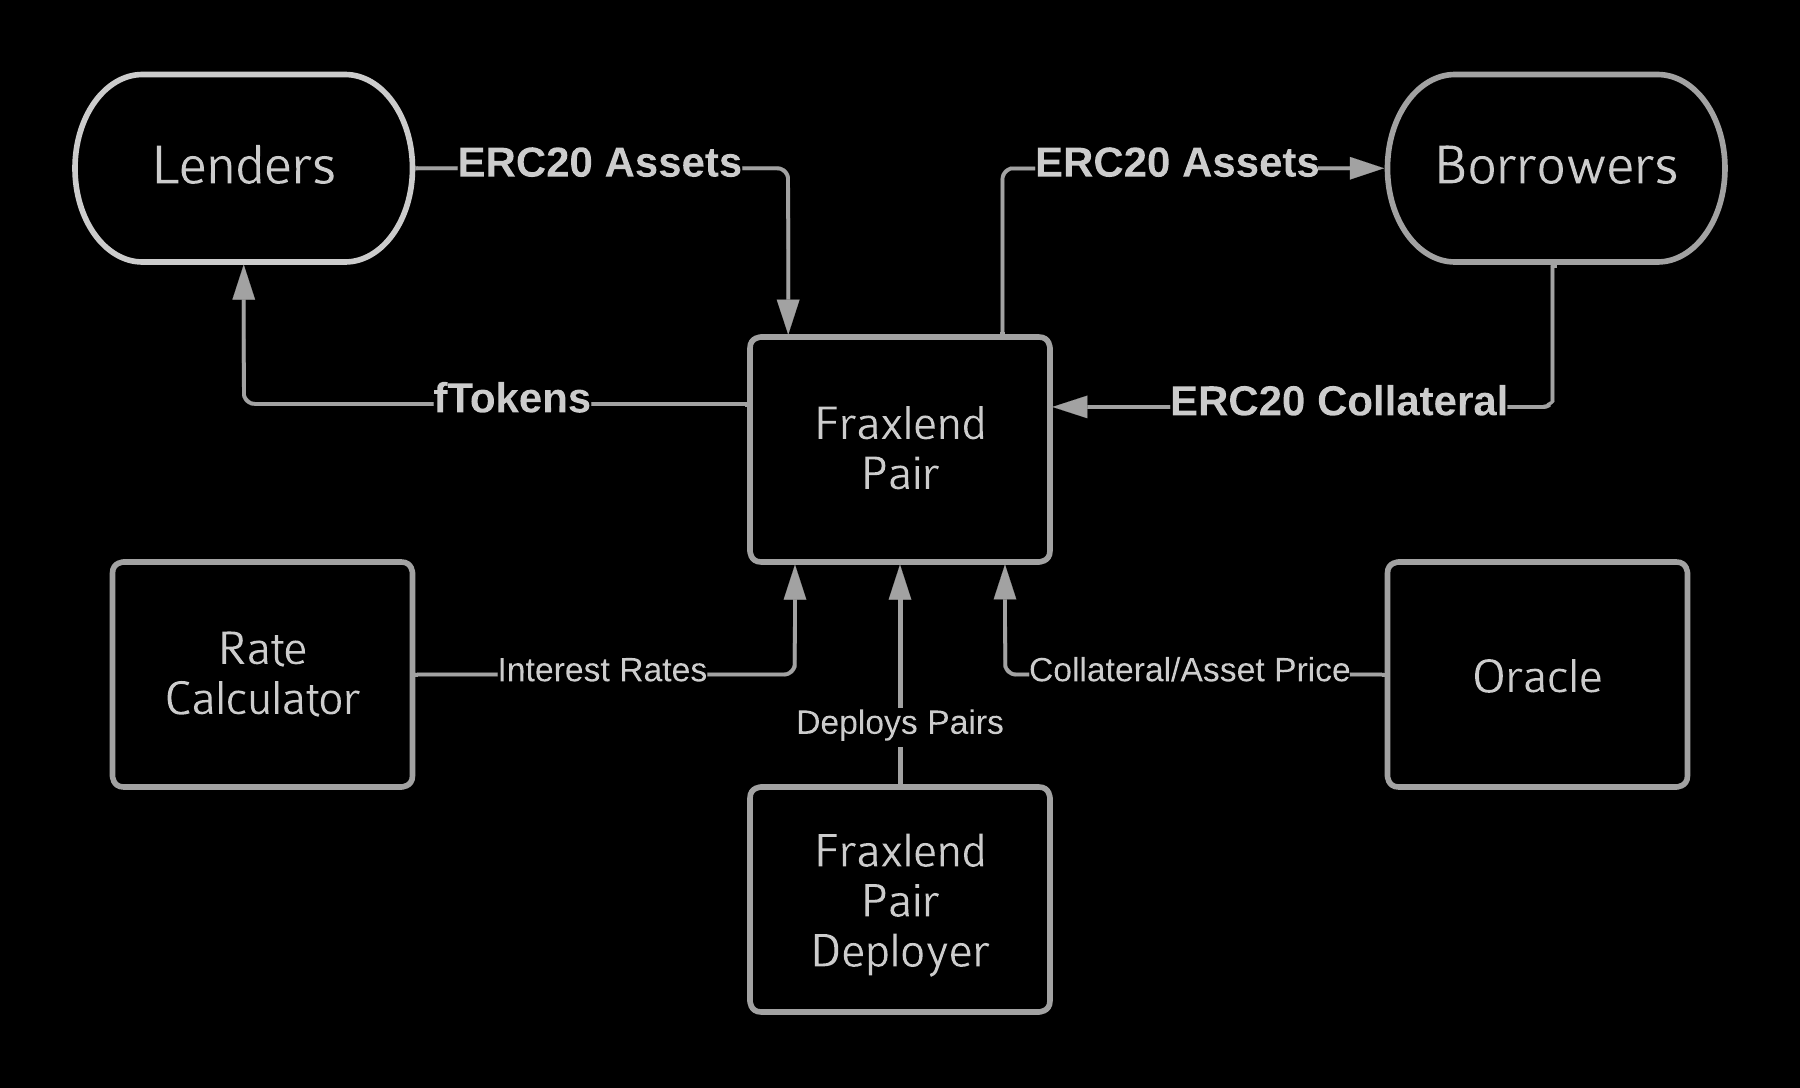 Lenders
ERC20 Assets
ERC20 Assets
Borrowers
fTokens
ERC20 Collateral
Fraxlend
Pair
Rate
Calculator
Interest Rates
Collateral/Asset Price
Oracle
Deploys Pairs
Fraxlend
Pair
Deployer